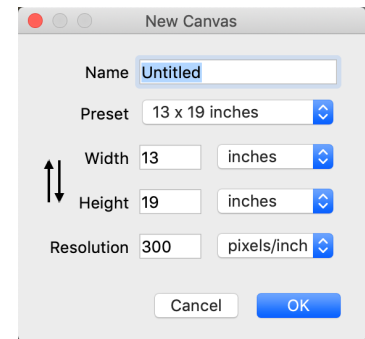 New Canvas
Name Untitled
Preset 13 x 19 inches
Width 13 inches
Height 19 inches
Resolution 300 pixels/inch
Cancel OK